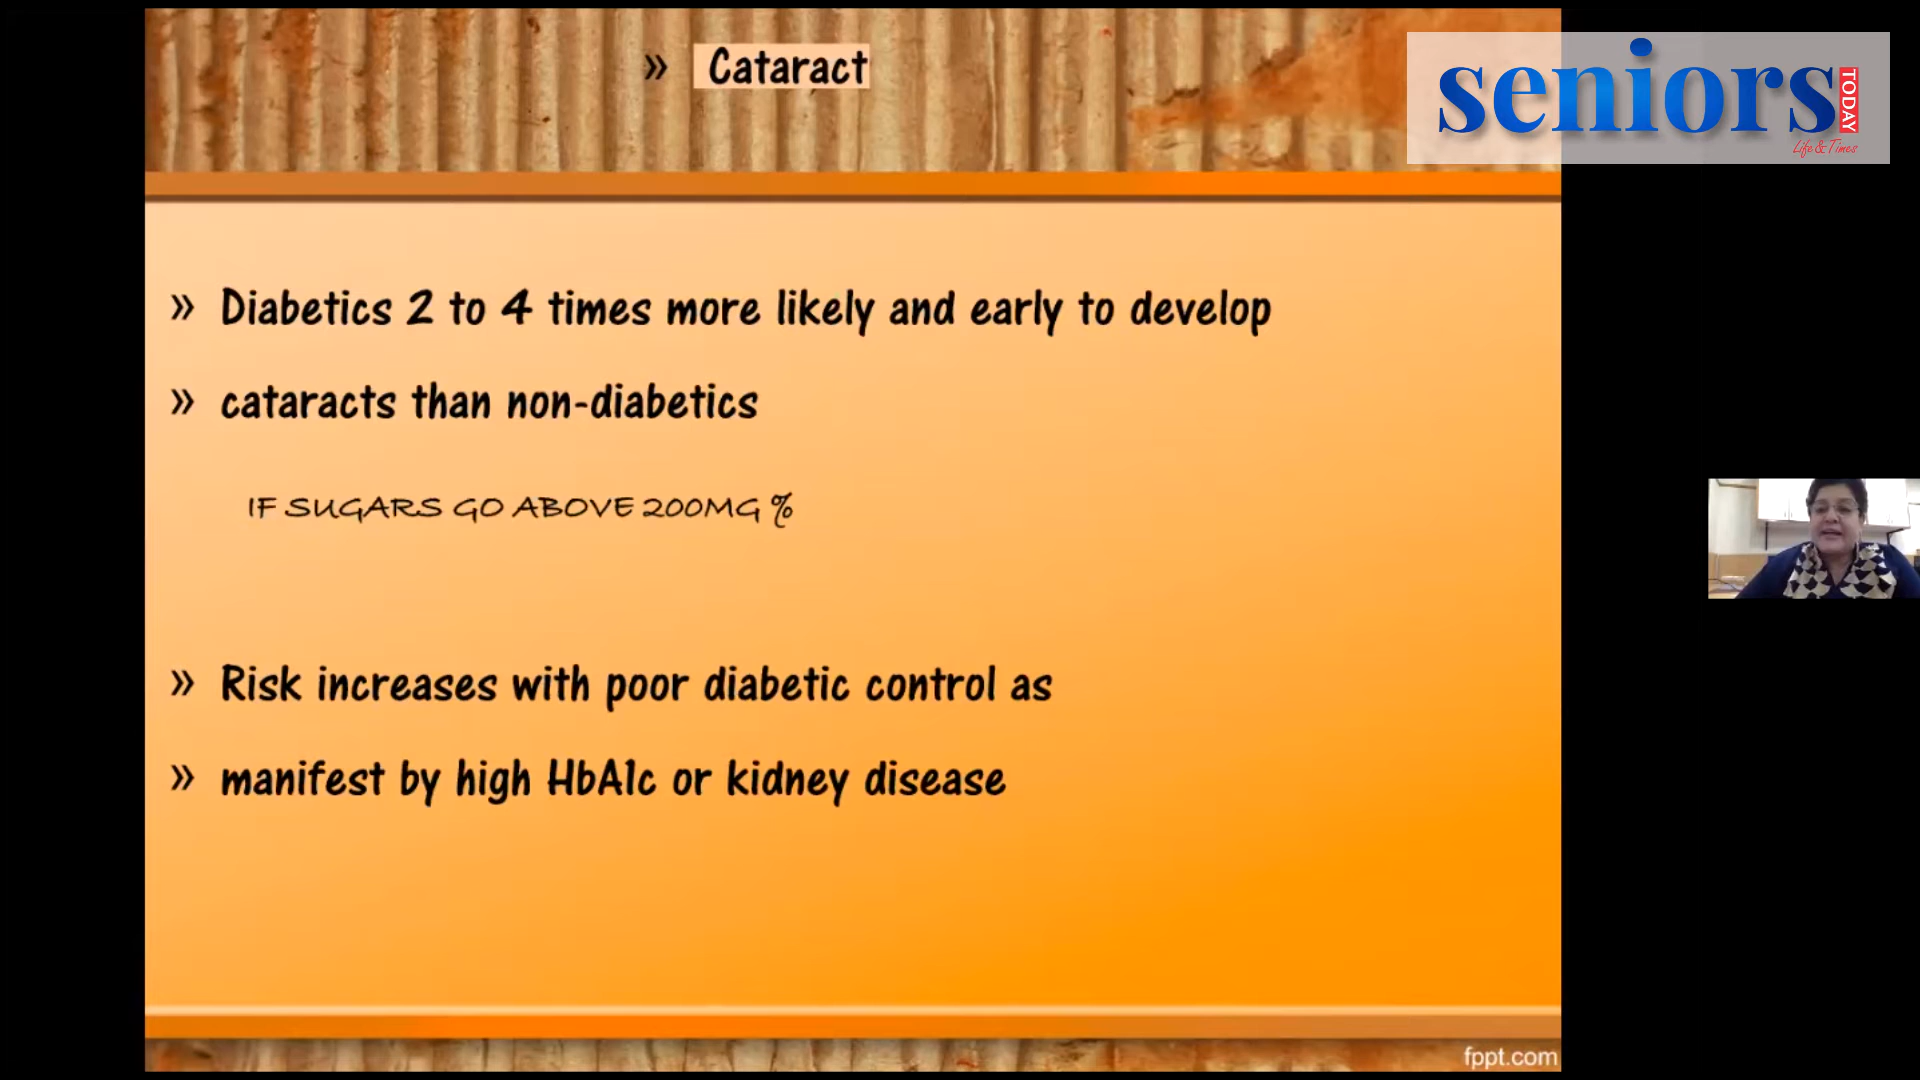 » Cataract
seniors
TODAY
Life & Times
» Diabetics 2 to 4 times more likely and early to develop
» cataracts than non-diabetics
IF SUGARS GO ABOVE 200MG %
» Risk increases with poor diabetic control as
» manifest by high HbA1c or kidney disease
fppt.com